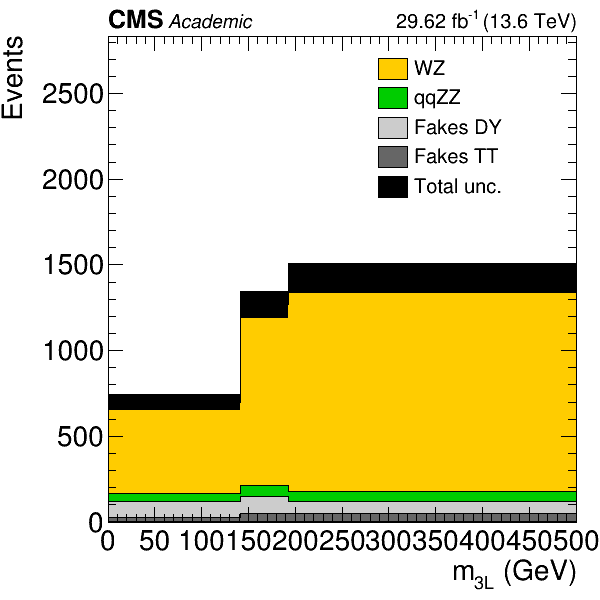 CMS Academic 29.62 fb-1 (13.6 TeV)
Events
WZ
qqZZ
Fakes DY
Fakes TT
Total unc.
2500
2000
1500
1000
500
0
0 50 100 150 200 250 300 350 400 450 500
m3L (GeV)